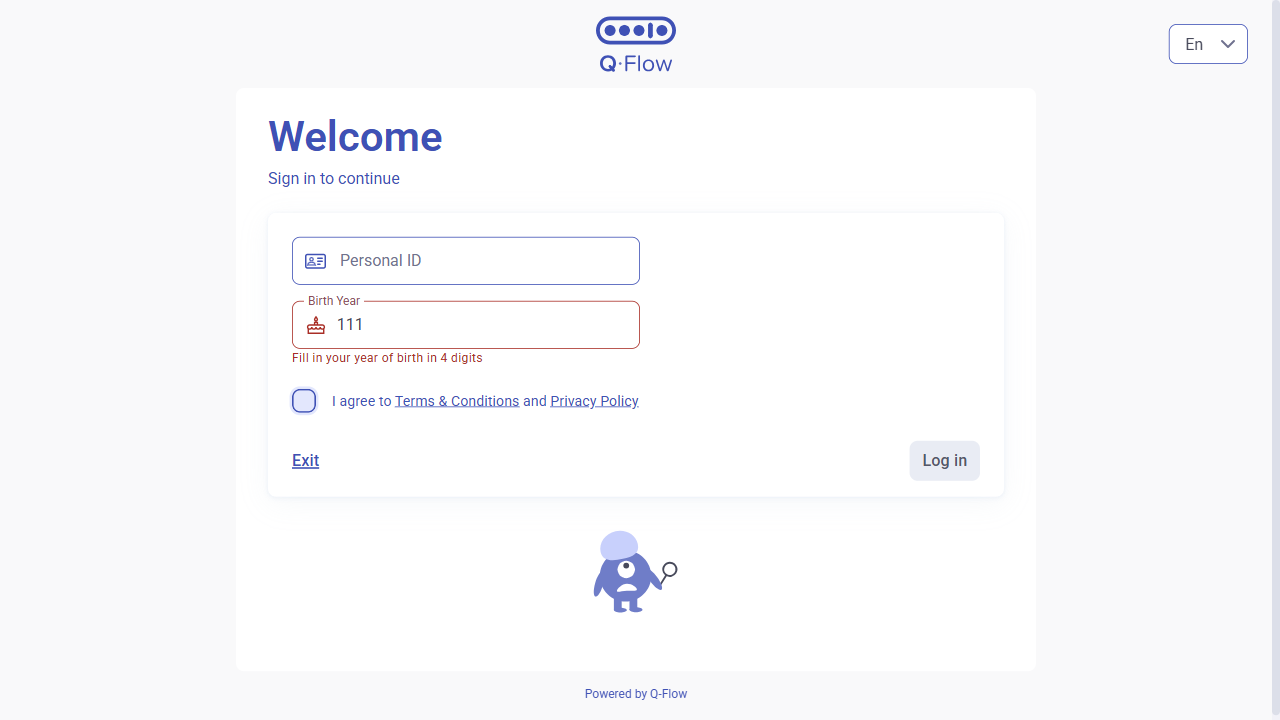 Q·Flow
En
Welcome
Sign in to continue
Personal ID
Birth Year
111
Fill in your year of birth in 4 digits
I agree to Terms & Conditions and Privacy Policy
Exit
Log in
Powered by Q-Flow